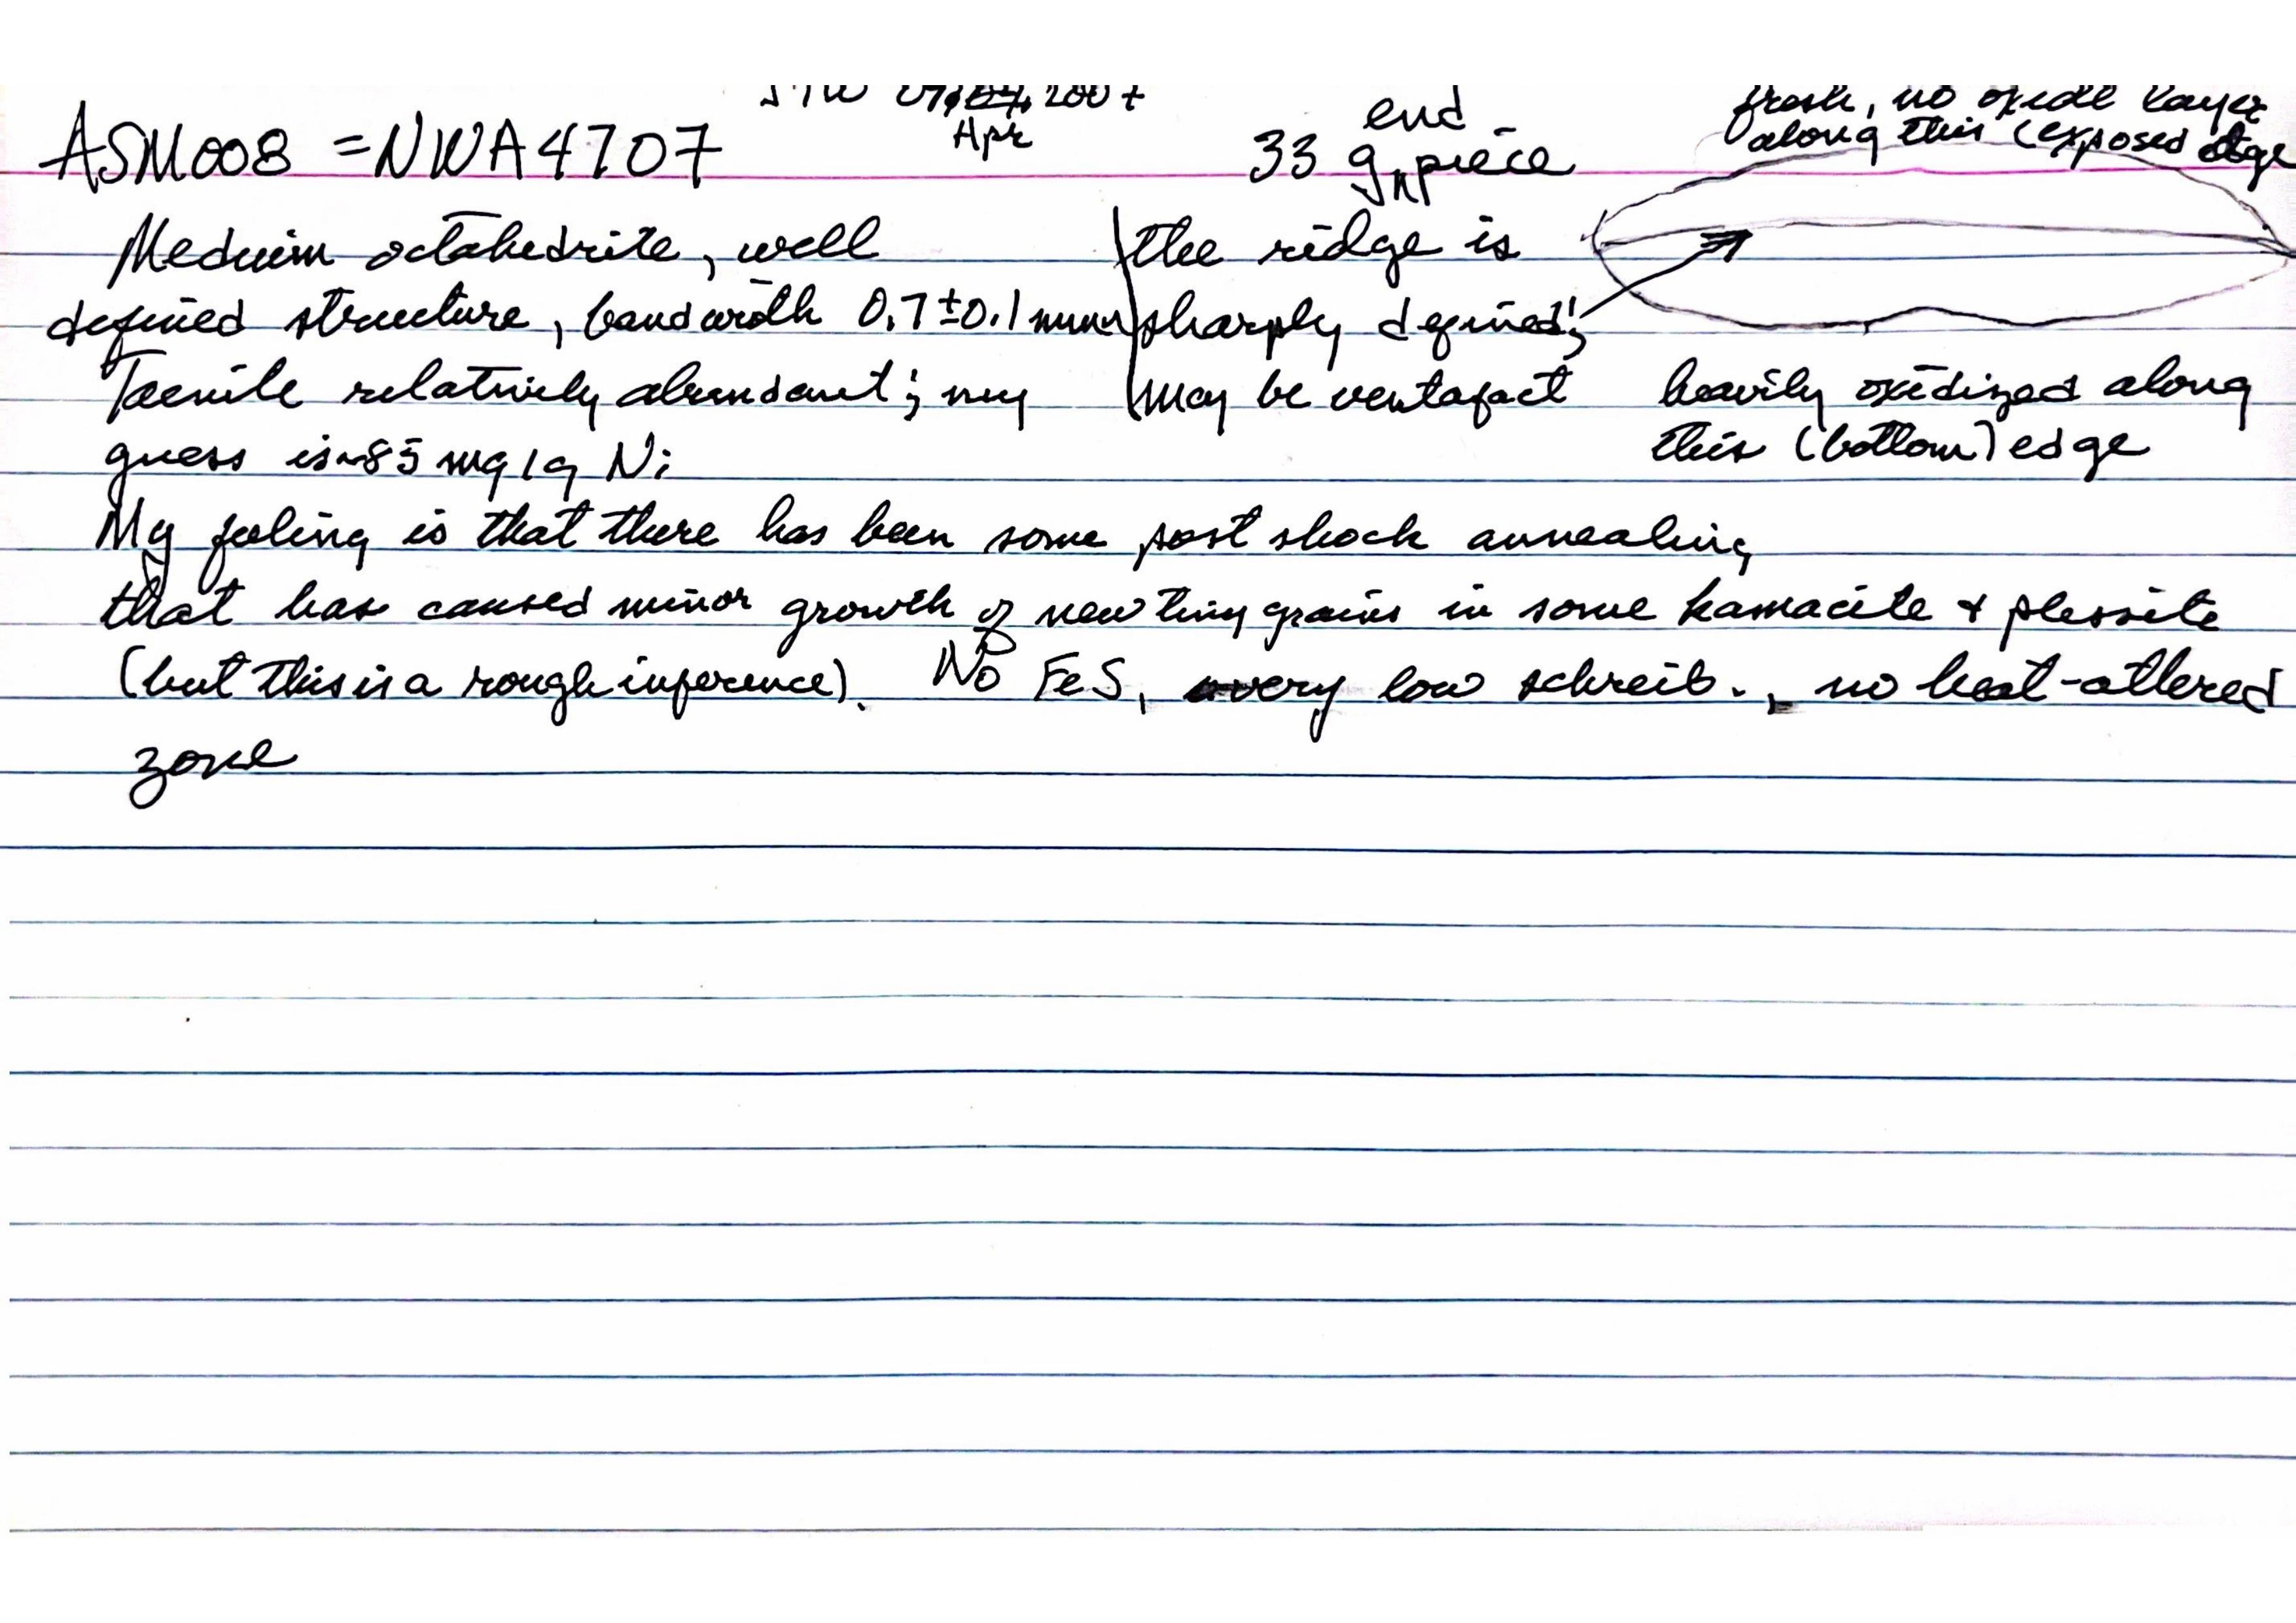 JTW 07, 2007
Apr
ASM008 = NWA4707
33 g end piece
fresh, no oxide layer
along this (exposed edge
Medium octahedrite, well
defined structure, bandwidth 0.7±0.1 mm
Taenite relatively abundant; my
guess is ~85 mg/g Ni
the ridge is
sharply defined;
may be ventafact
heavily oxidized along
this (bottom) edge
My feeling is that there has been some post shock annealing
that has caused minor growth of new tiny grains in some kamacite + plessite
(but this is a rough inference). No FeS, very low schreib., no heat-altered
zone